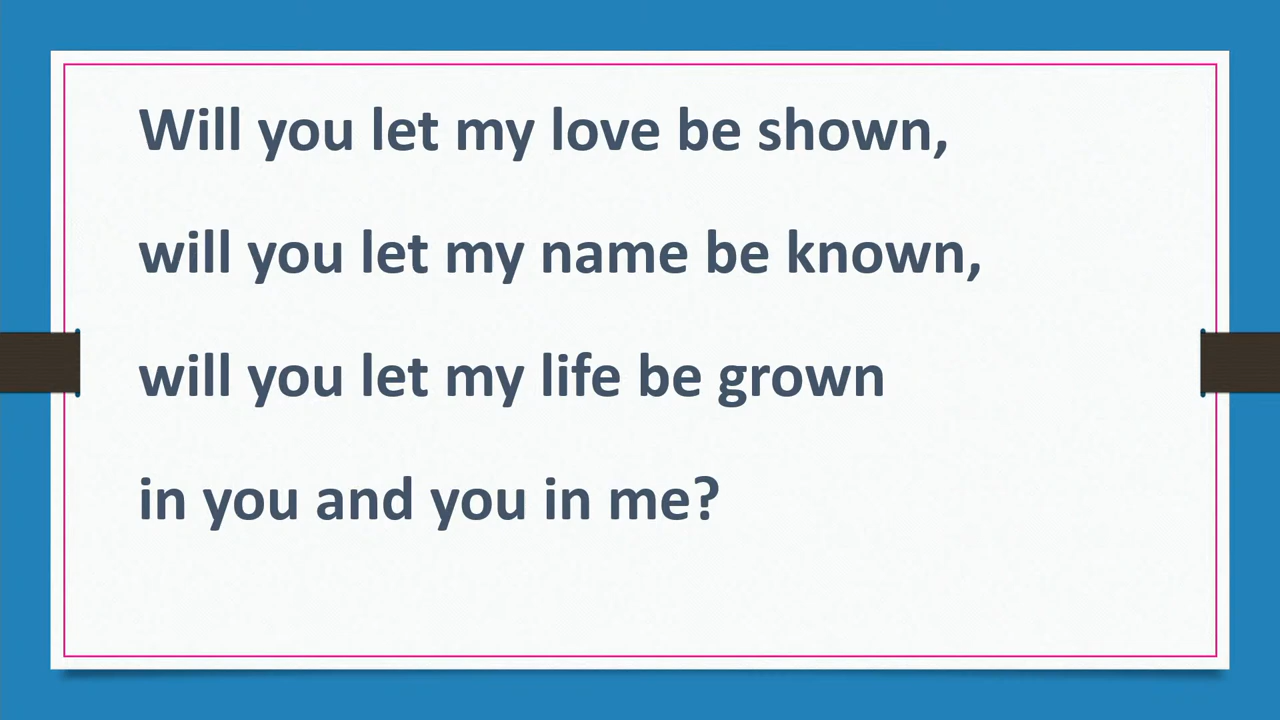 Will you let my love be shown,
will you let my name be known,
will you let my life be grown
in you and you in me?